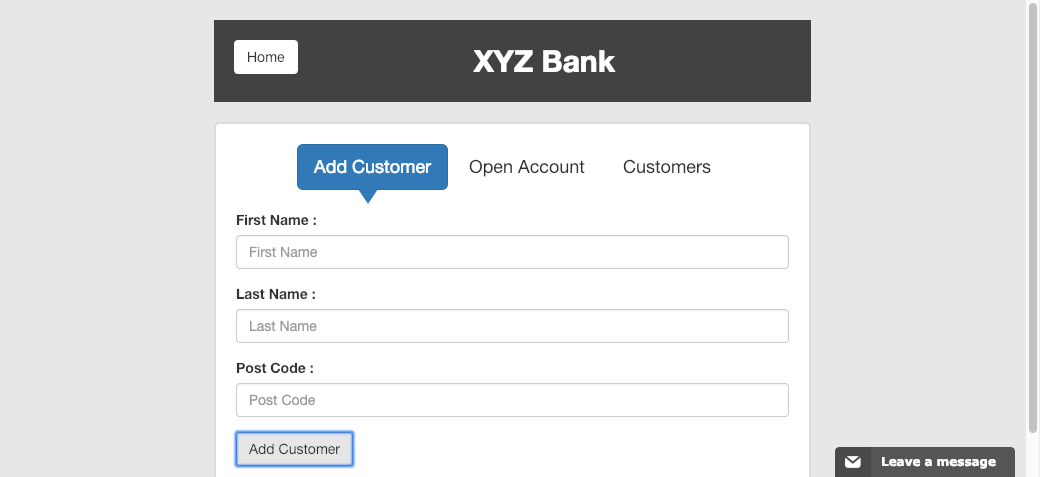 Home
XYZ Bank
Add Customer
Open Account
Customers
First Name :
First Name
Last Name :
Last Name
Post Code :
Post Code
Add Customer
Leave a message